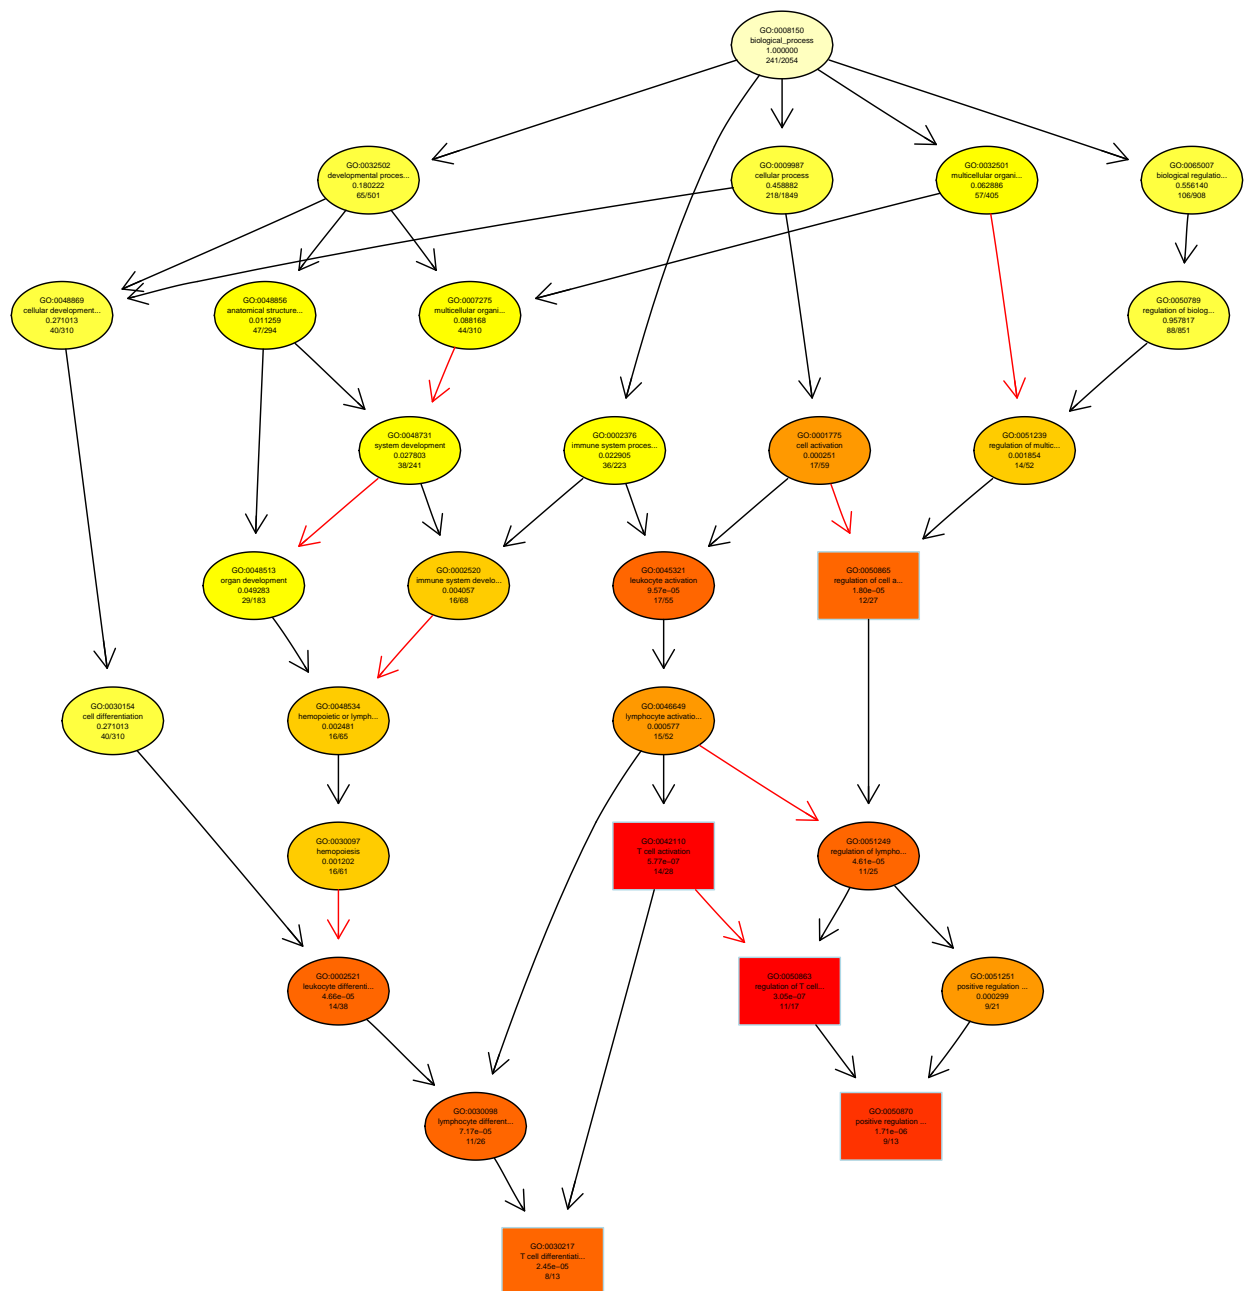 GO:0008150
biological_process
1.000000
241/2054
GO:0032502
developmental proces...
0.180222
65/501
GO:0009987
cellular process
0.458882
218/1849
GO:0032501
multicellular organi...
0.062886
57/405
GO:0065007
biological regulatio...
0.556140
106/908
GO:0048869
cellular development...
0.271013
40/310
GO:0048856
anatomical structure...
0.011259
47/294
GO:0007275
multicellular organi...
0.088168
44/310
GO:0050789
regulation of biolog...
0.957817
88/851
GO:0048731
system development
0.027803
38/241
GO:0002376
immune system proces...
0.022905
36/223
GO:0001775
cell activation
0.000251
17/59
GO:0051239
regulation of multic...
0.001854
14/52
GO:0048513
organ development
0.049283
29/183
GO:0002520
immune system develo...
0.004057
16/68
GO:0045321
leukocyte activation
9.57e−05
17/55
GO:0050865
regulation of cell a...
1.80e−05
12/27
GO:0030154
cell differentiation
0.271013
40/310
GO:0048534
hemopoietic or lymph...
0.002481
16/65
GO:0046649
lymphocyte activatio...
0.000577
15/52
GO:0030097
hemopoiesis
0.001202
16/61
GO:0042110
T cell activation
5.77e−07
14/26
GO:0051249
regulation of lympho...
4.61e−05
11/25
GO:0002521
leukocyte differenti...
4.66e−05
14/38
GO:0050863
regulation of T cell...
3.05e−07
11/17
GO:0051251
positive regulation ...
0.000299
9/21
GO:0030098
lymphocyte different...
7.17e−05
11/26
GO:0050870
positive regulation ...
1.71e−06
9/13
GO:0030217
T cell differentiati...
2.45e−05
8/13